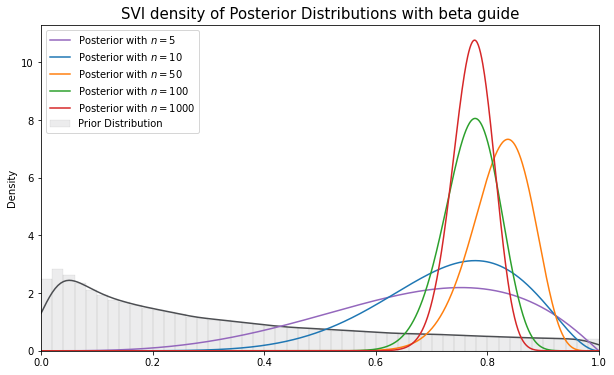 SVI density of Posterior Distributions with beta guide
Posterior with n = 5
Posterior with n = 10
Posterior with n = 50
Posterior with n = 100
Posterior with n = 1000
Prior Distribution
Density
10
8
6
4
2
0
0.0 0.2 0.4 0.6 0.8 1.0